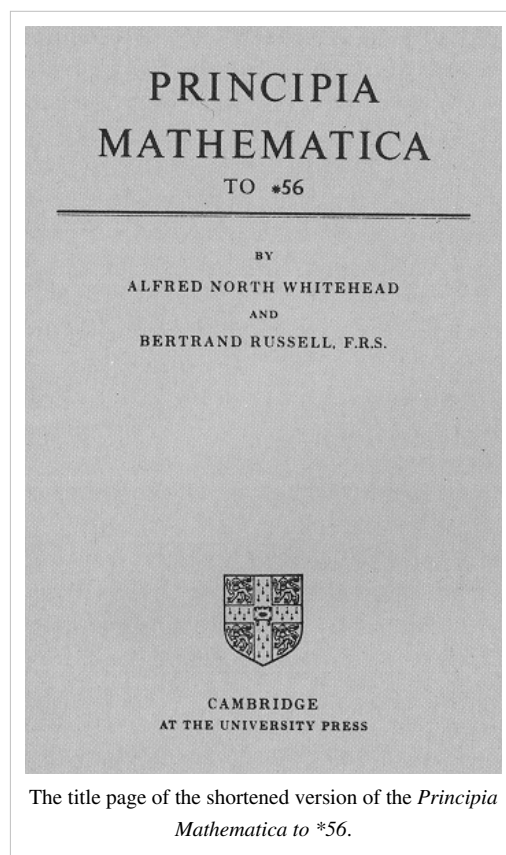 PRINCIPIA
MATHEMATICA
TO *56
BY
ALFRED NORTH WHITEHEAD
AND
BERTRAND RUSSELL, F.R.S.
CAMBRIDGE
AT THE UNIVERSITY PRESS
The title page of the shortened version of the Principia
Mathematica to *56.